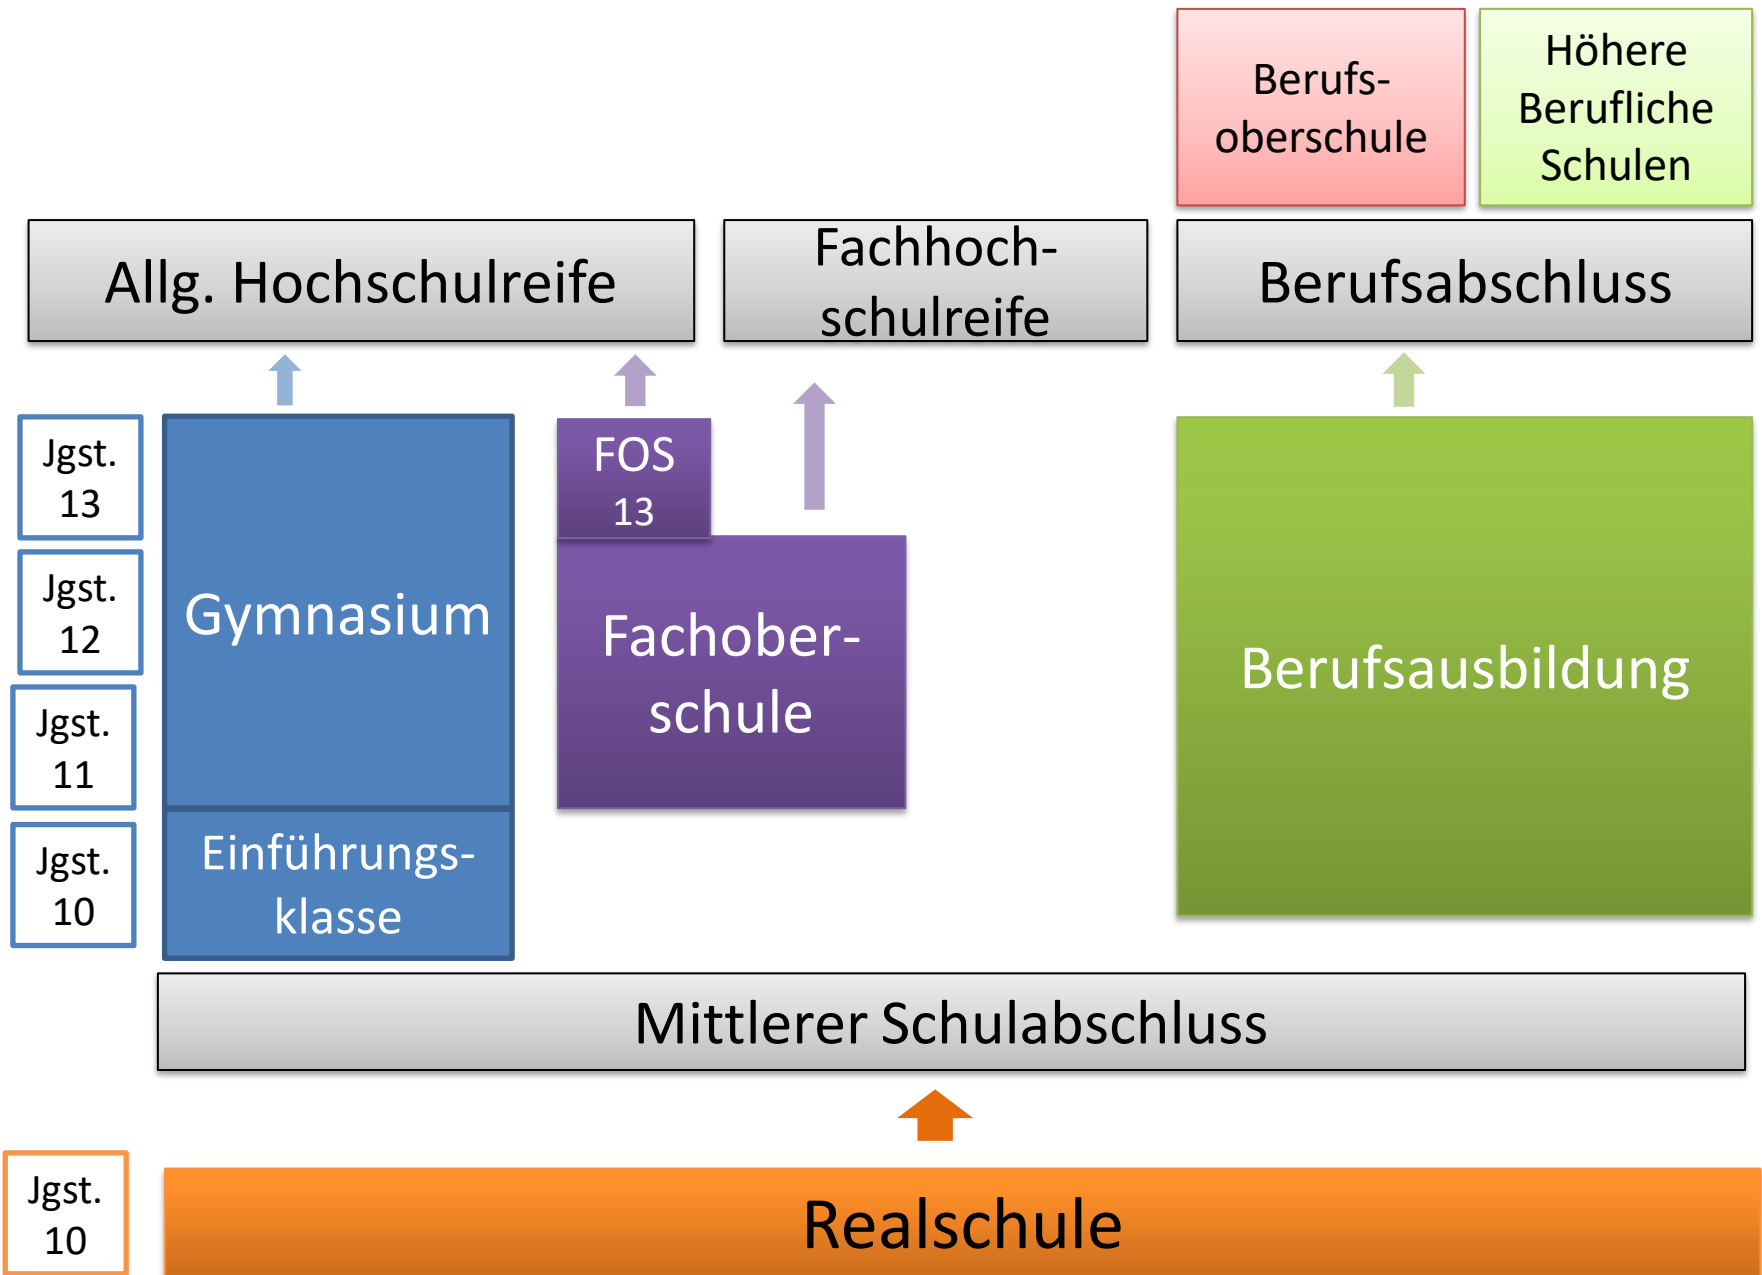 Berufs-
oberschule
Höhere
Berufliche
Schulen
Allg. Hochschulreife
Fachhoch-
schulreife
Berufsabschluss
Jgst.
13
Jgst.
12
Jgst.
11
Jgst.
10
Gymnasium
Einführungs-
klasse
FOS
13
Fachober-
schule
Berufsausbildung
Mittlerer Schulabschluss
Jgst.
10
Realschule